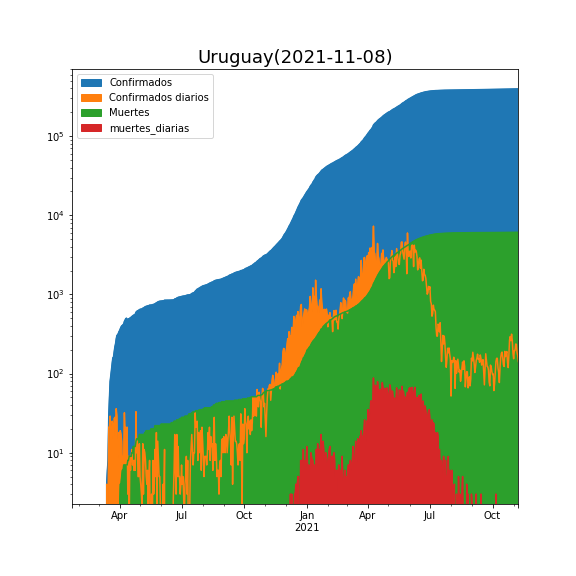 Uruguay(2021-11-08)
Confirmados
Confirmados diarios
Muertes
muertes_diarias
10⁵
10⁴
10³
10²
10¹
Apr Jul Oct Jan Apr Jul Oct
2021